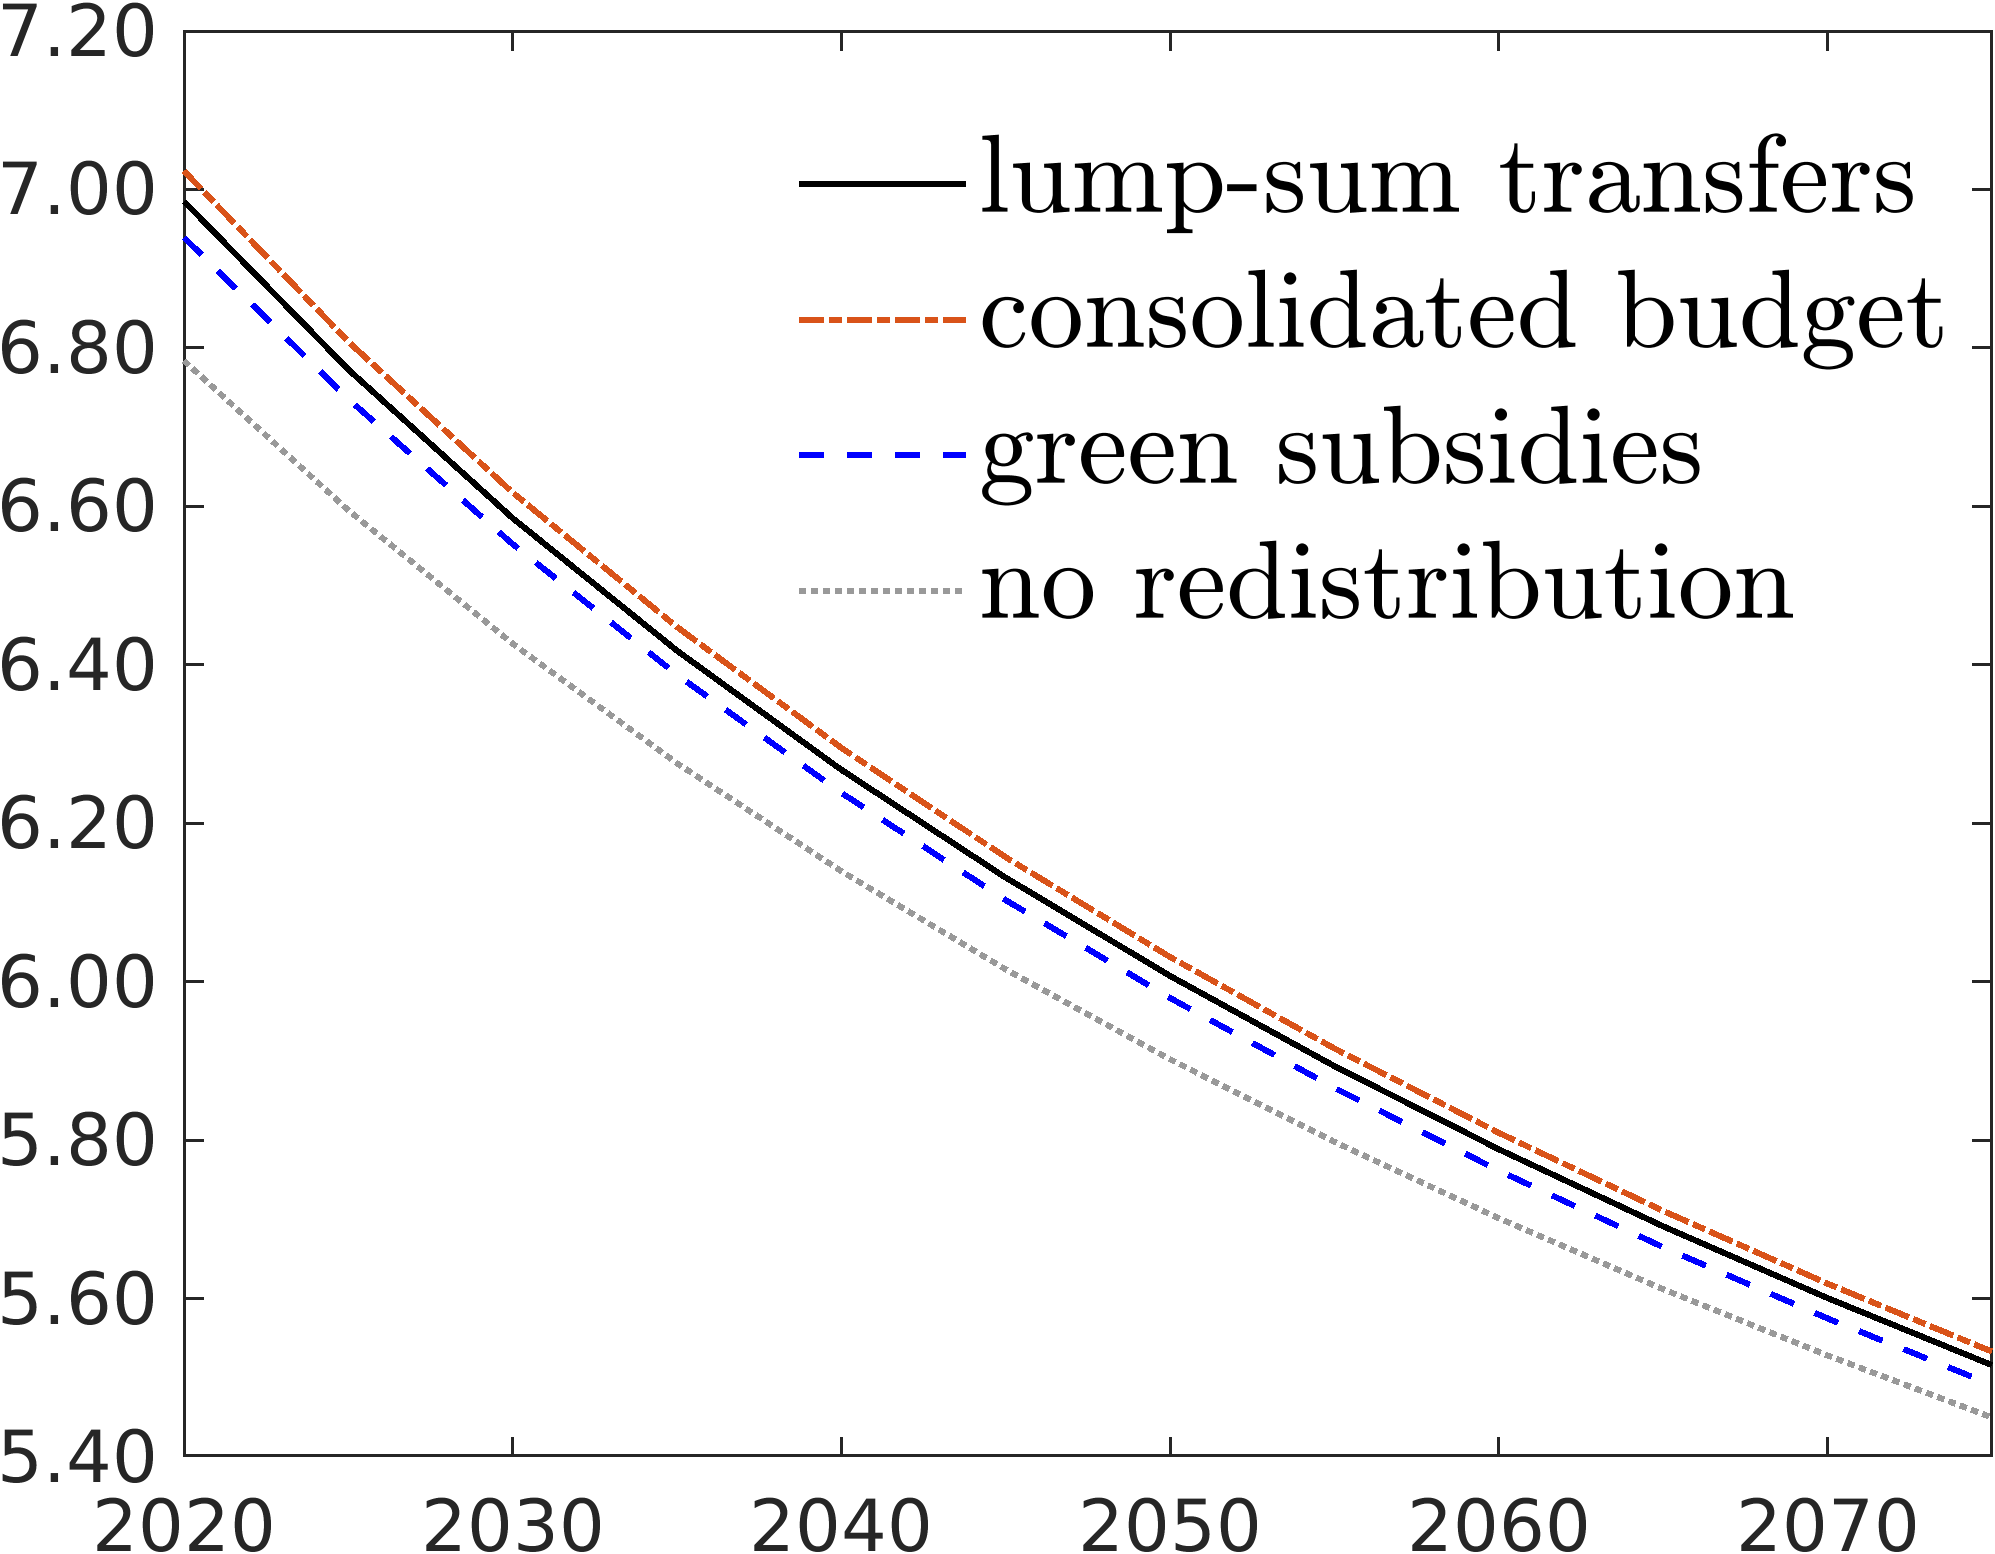 7.20
7.00
6.80
6.60
6.40
6.20
6.00
5.80
5.60
5.40
2020 2030 2040 2050 2060 2070
lump-sum transfers
consolidated budget
green subsidies
no redistribution